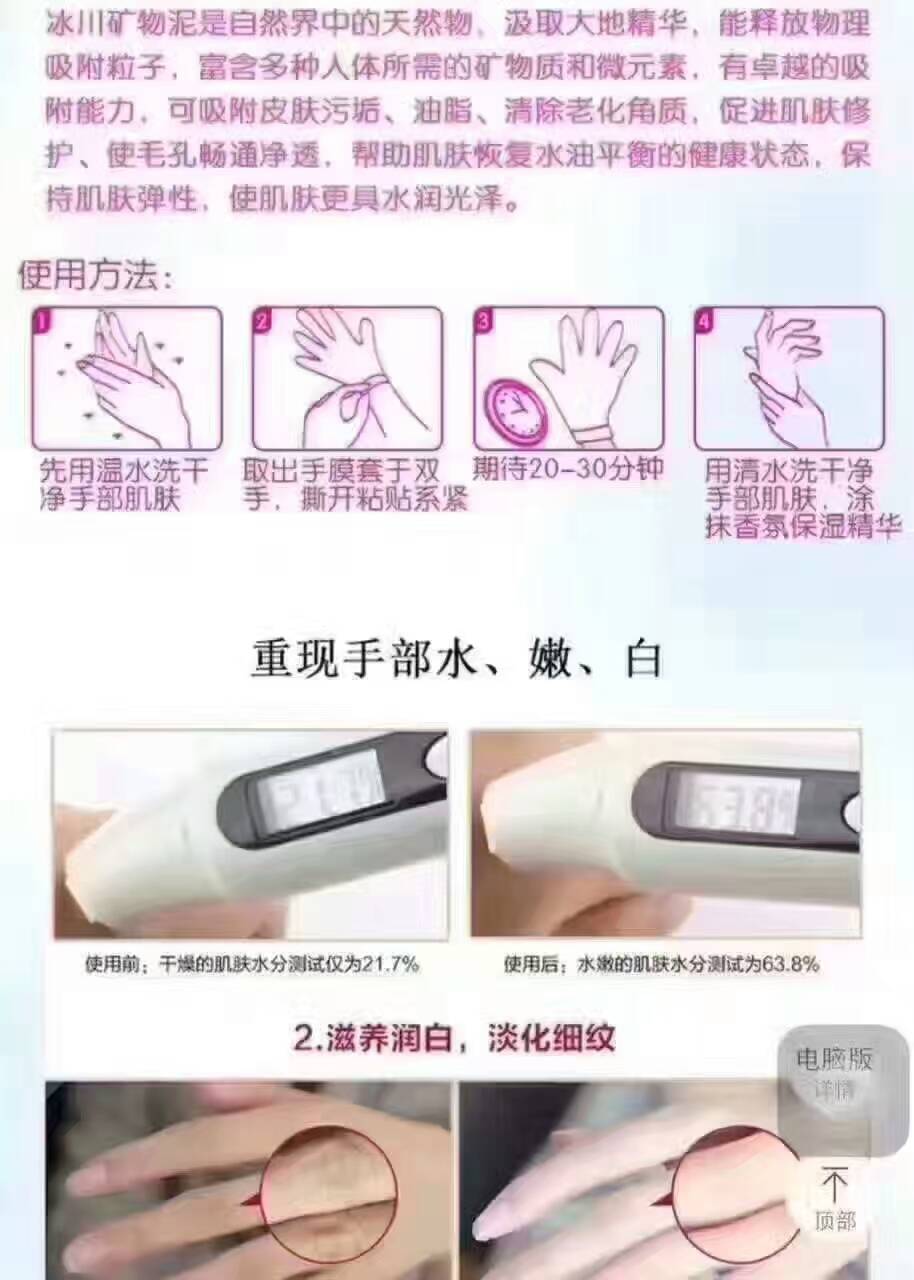 冰川矿物泥是自然界中的天然物、汲取大地精华，能释放物理
吸附粒子，富含多种人体所需的矿物质和微元素，有卓越的吸
附能力，可吸附皮肤污垢、油脂、清除老化角质，促进肌肤修
护、使毛孔畅通净透，帮助肌肤恢复水油平衡的健康状态，保
持肌肤弹性，使肌肤更具水润光泽。
使用方法：
1
2
3
4
先用温水洗干
净手部肌肤
取出手膜套于双
手，撕开粘贴系紧
期待20-30分钟
用清水洗干净
手部肌肤，涂
抹香氛保湿精华
重现手部水、嫩、白
63.8%
使用前：干燥的肌肤水分测试仅为21.7%
使用后：水嫩的肌肤水分测试为63.8%
2.滋养润白，淡化细纹
电脑版
详情
顶部